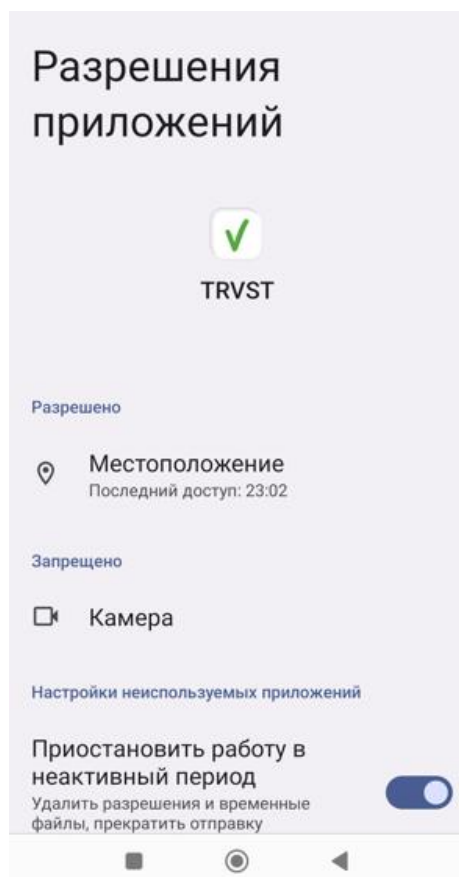 Разрешения
приложений
TRVST
Разрешено
Местоположение
Последний доступ: 23:02
Запрещено
Камера
Настройки неиспользуемых приложений
Приостановить работу в
неактивный период
Удалить разрешения и временные
файлы, прекратить отправку